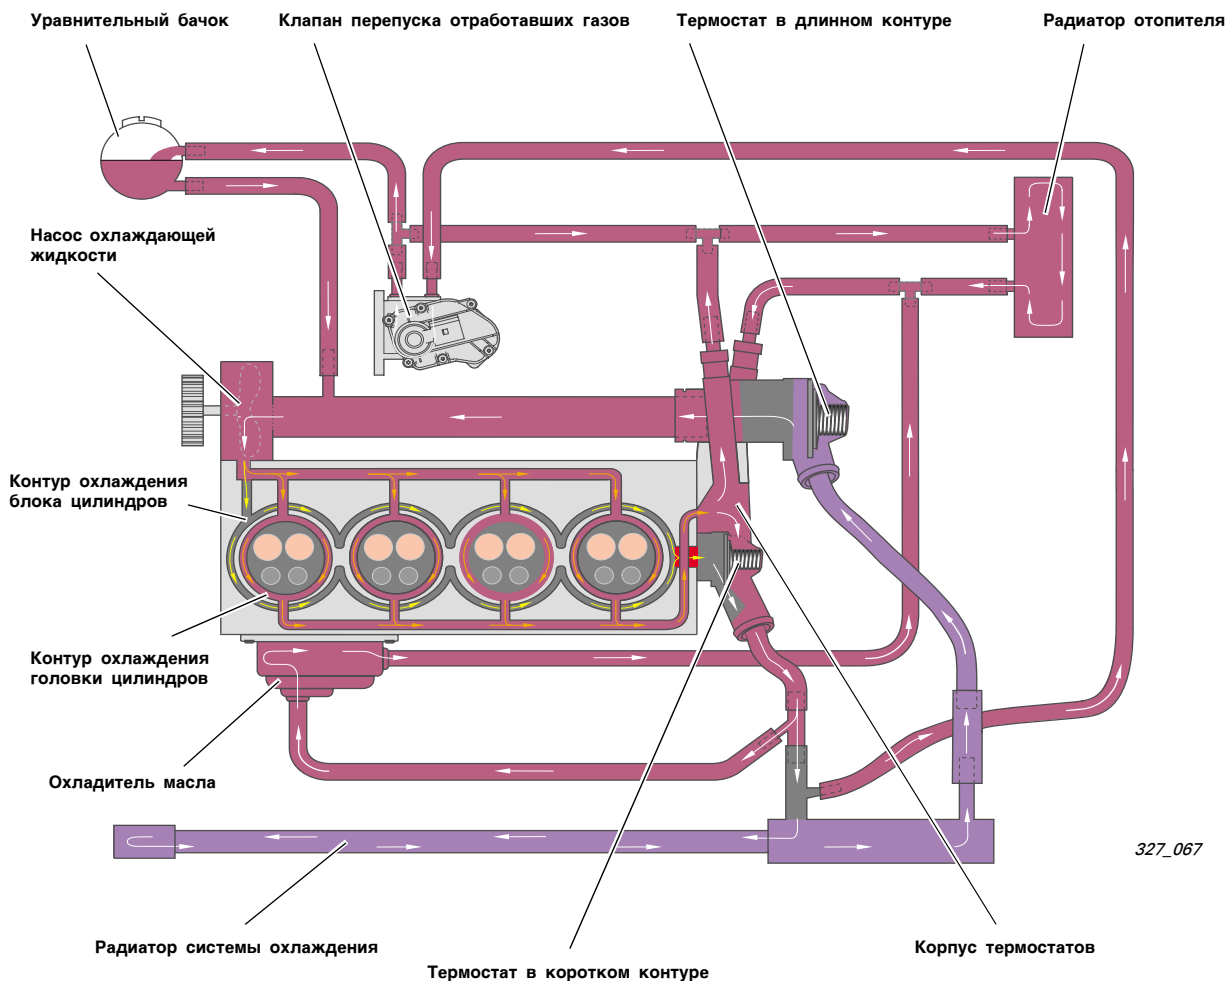 Уравнительный бачок
Клапан перепуска отработавших газов
Термостат в длинном контуре
Радиатор отопителя
Насос охлаждающей
жидкости
Контур охлаждения
блока цилиндров
Контур охлаждения
головки цилиндров
Охладитель масла
327_067
Радиатор системы охлаждения
Термостат в коротком контуре
Корпус термостатов